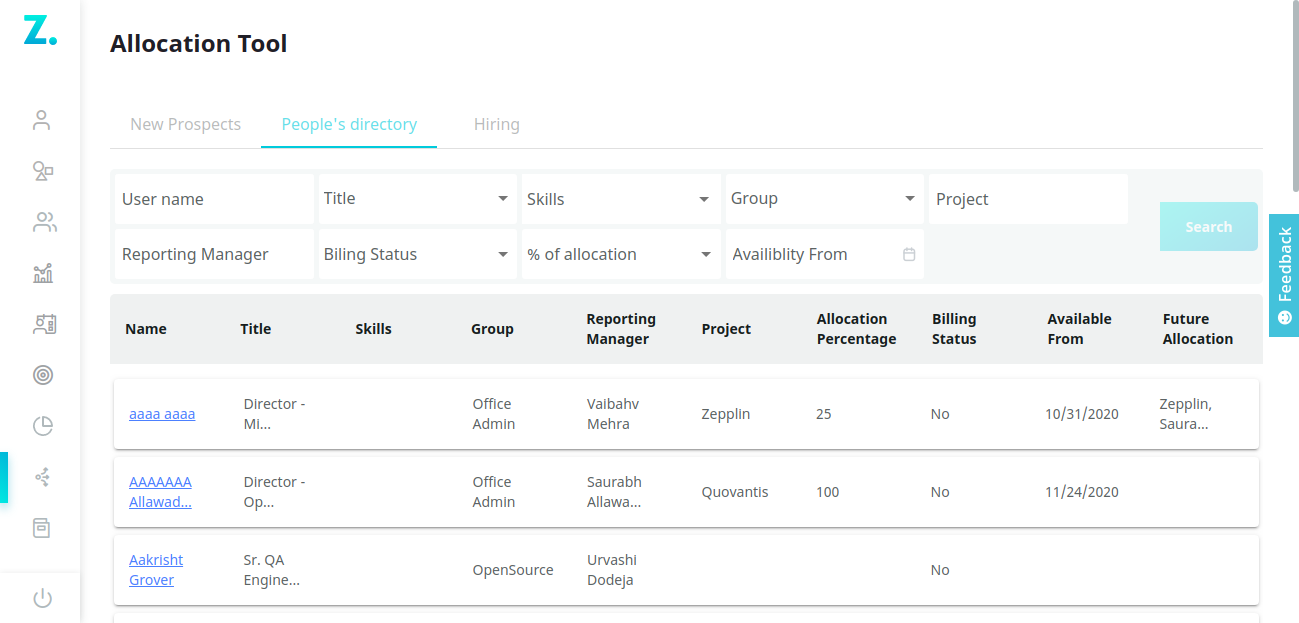 Z.
Allocation Tool
New Prospects People's directory Hiring
User name Title Skills Group Project
Search
Reporting Manager Biling Status % of allocation Availiblity From
Feedback
Name Title Skills Group Reporting Manager Project Allocation Percentage Billing Status Available From Future Allocation
aaaa aaaa Director - Mi... Office Admin Vaibahv Mehra Zepplin 25 No 10/31/2020 Zepplin, Saura...
AAAAAAA Allawad... Director - Op... Office Admin Saurabh Allawa... Quovantis 100 No 11/24/2020
Aakrisht Grover Sr. QA Engine... OpenSource Urvashi Dodeja No